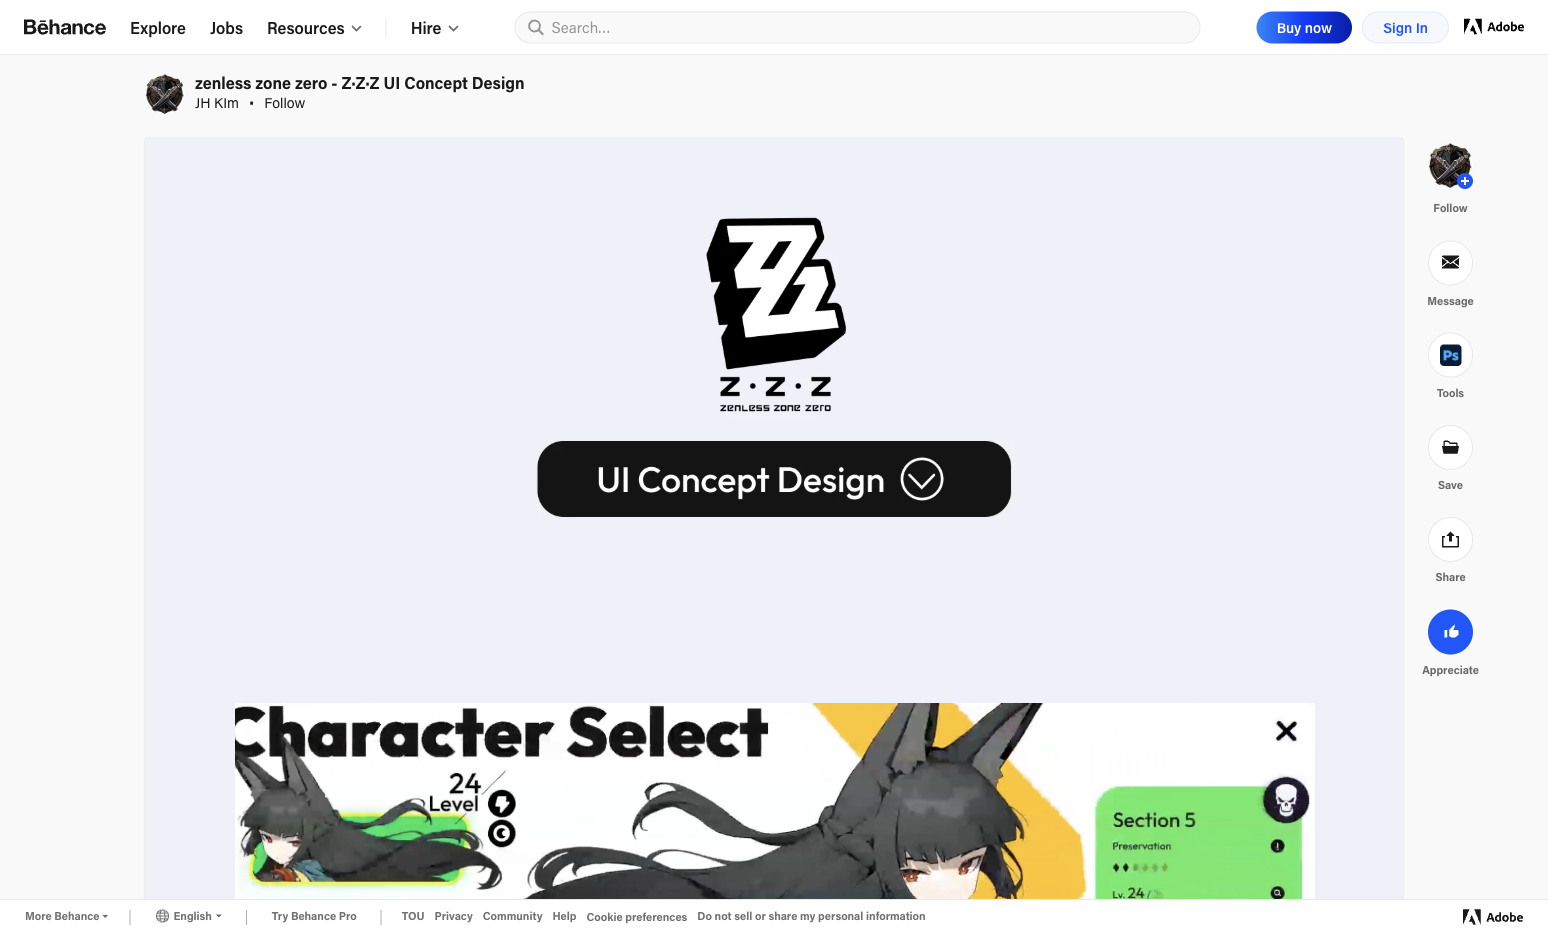 Bēhance Explore Jobs Resources Hire Search... Buy now Sign In Adobe
zenless zone zero - Z·Z·Z UI Concept Design
JH KIm • Follow
Follow
Message
Ps
Tools
Save
Share
Appreciate
ZZZ
Z·Z·Z
zenless zone zero
UI Concept Design
Character Select
24
Level
Section 5
Preservation
Lv. 24/
More Behance English Try Behance Pro TOU Privacy Community Help Cookie preferences Do not sell or share my personal information Adobe